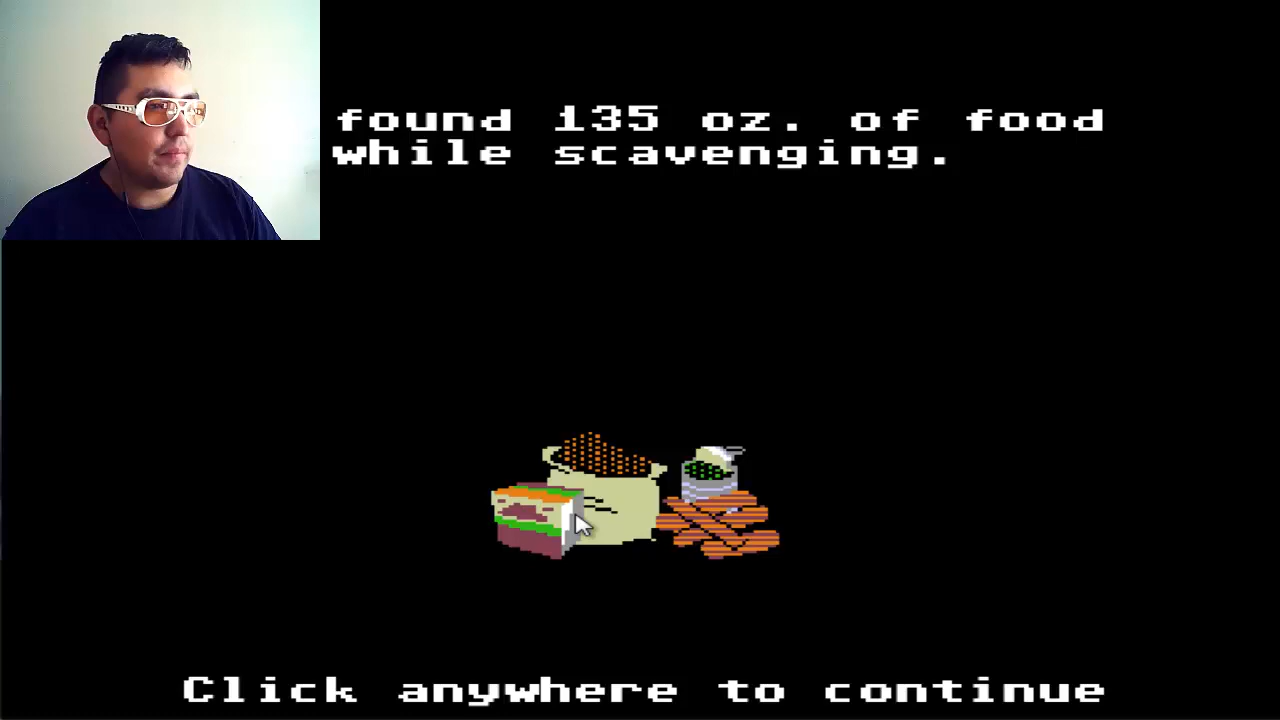 found 135 oz. of food
while scavenging.
Click anywhere to continue